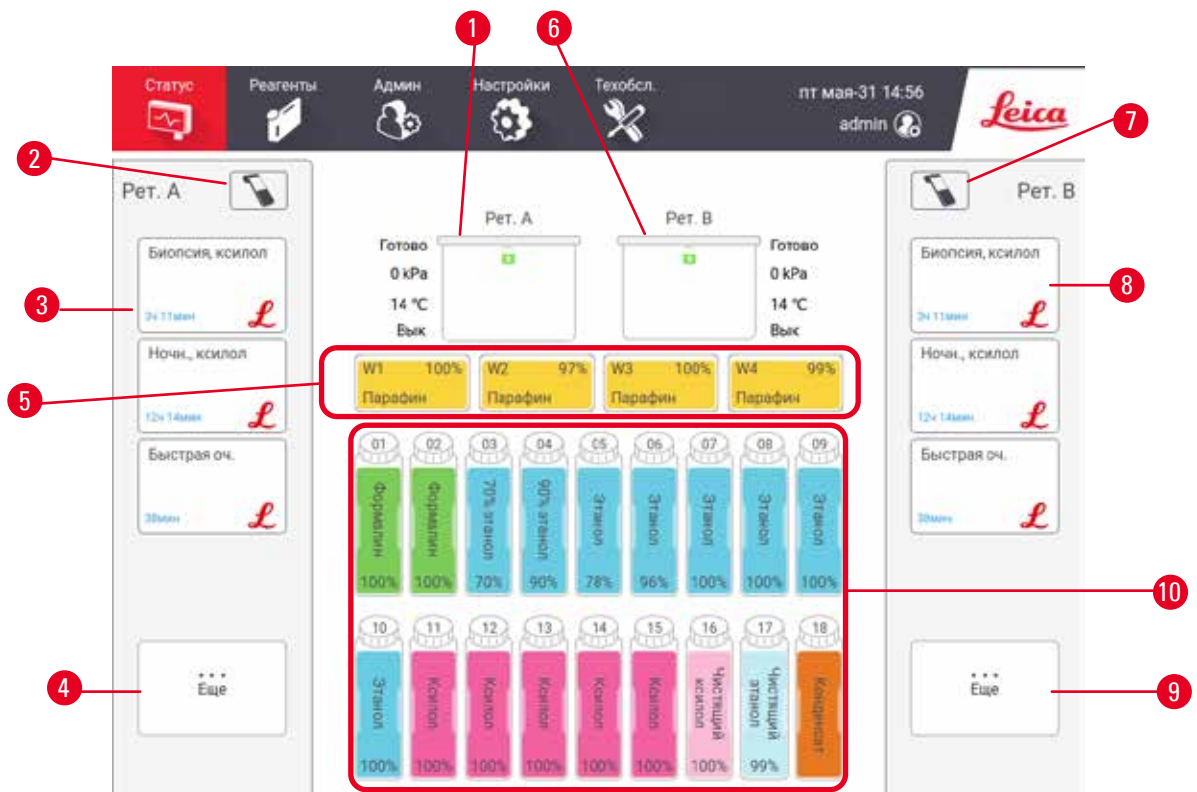 1 6
Статус Реагенты Админ Настройки Техобсл. пт мая-31 14:56
admin
Leica
7
2
Рет. A Рет. B
Рет. A Рет. B
Биопсия, ксилол Готово Готово Биопсия, ксилол
0 kPa 0 kPa
3 8
3ч 11мин 14 °C 14 °C 3ч 11мин
Вык Вык
Ночн., ксилол Ночн., ксилол
W1 100% W2 97% W3 100% W4 99%
5
Парафин Парафин Парафин Парафин
12ч 14мин 12ч 14мин
01 02 03 04 05 06 07 08 09
Быстрая оч. Быстрая оч.
Формалин Формалин 70% этанол 90% этанол Этанол Этанол Этанол Этанол Этанол
38мин 38мин
100% 100% 70% 90% 78% 96% 100% 100% 100%
10
10 11 12 13 14 15 16 17 18
4 ... Еще ... Еще 9
Этанол Ксилол Ксилол Ксилол Ксилол Ксилол Чистящий ксилол Чистящий этанол Конденсат
100% 100% 100% 100% 100% 100% 100% 99%